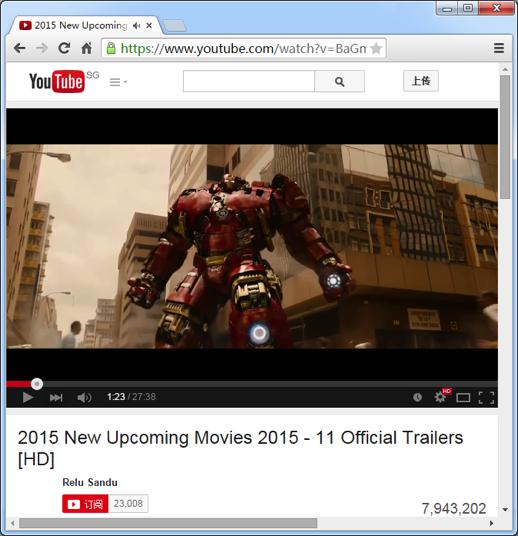 2015 New Upcoming
https://www.youtube.com/watch?v=BaGm
YouTube SG
上传
1:23 / 27:38
HD
2015 New Upcoming Movies 2015 - 11 Official Trailers
[HD]
Relu Sandu
订阅 23,008
7,943,202